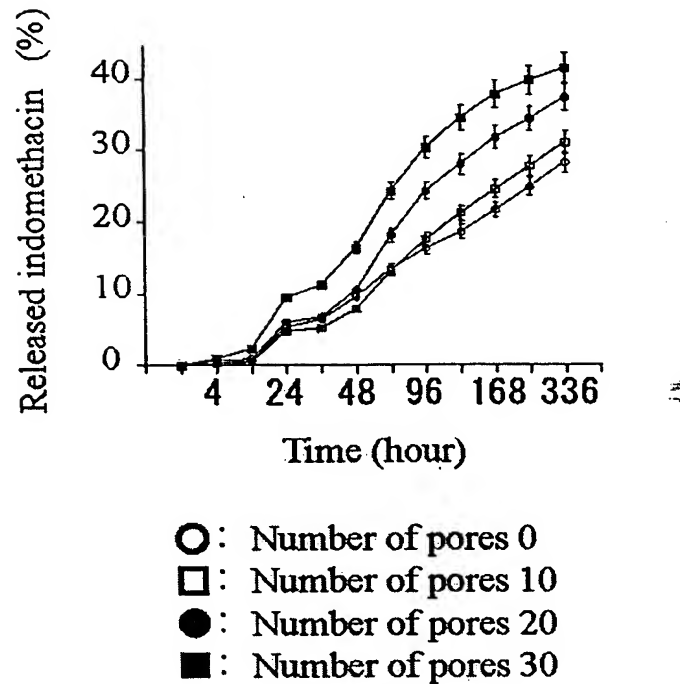 Released indomethacin (%)
40
30
20
10
0
4 24 48 96 168 336
Time (hour)
○: Number of pores 0
□: Number of pores 10
●: Number of pores 20
■: Number of pores 30